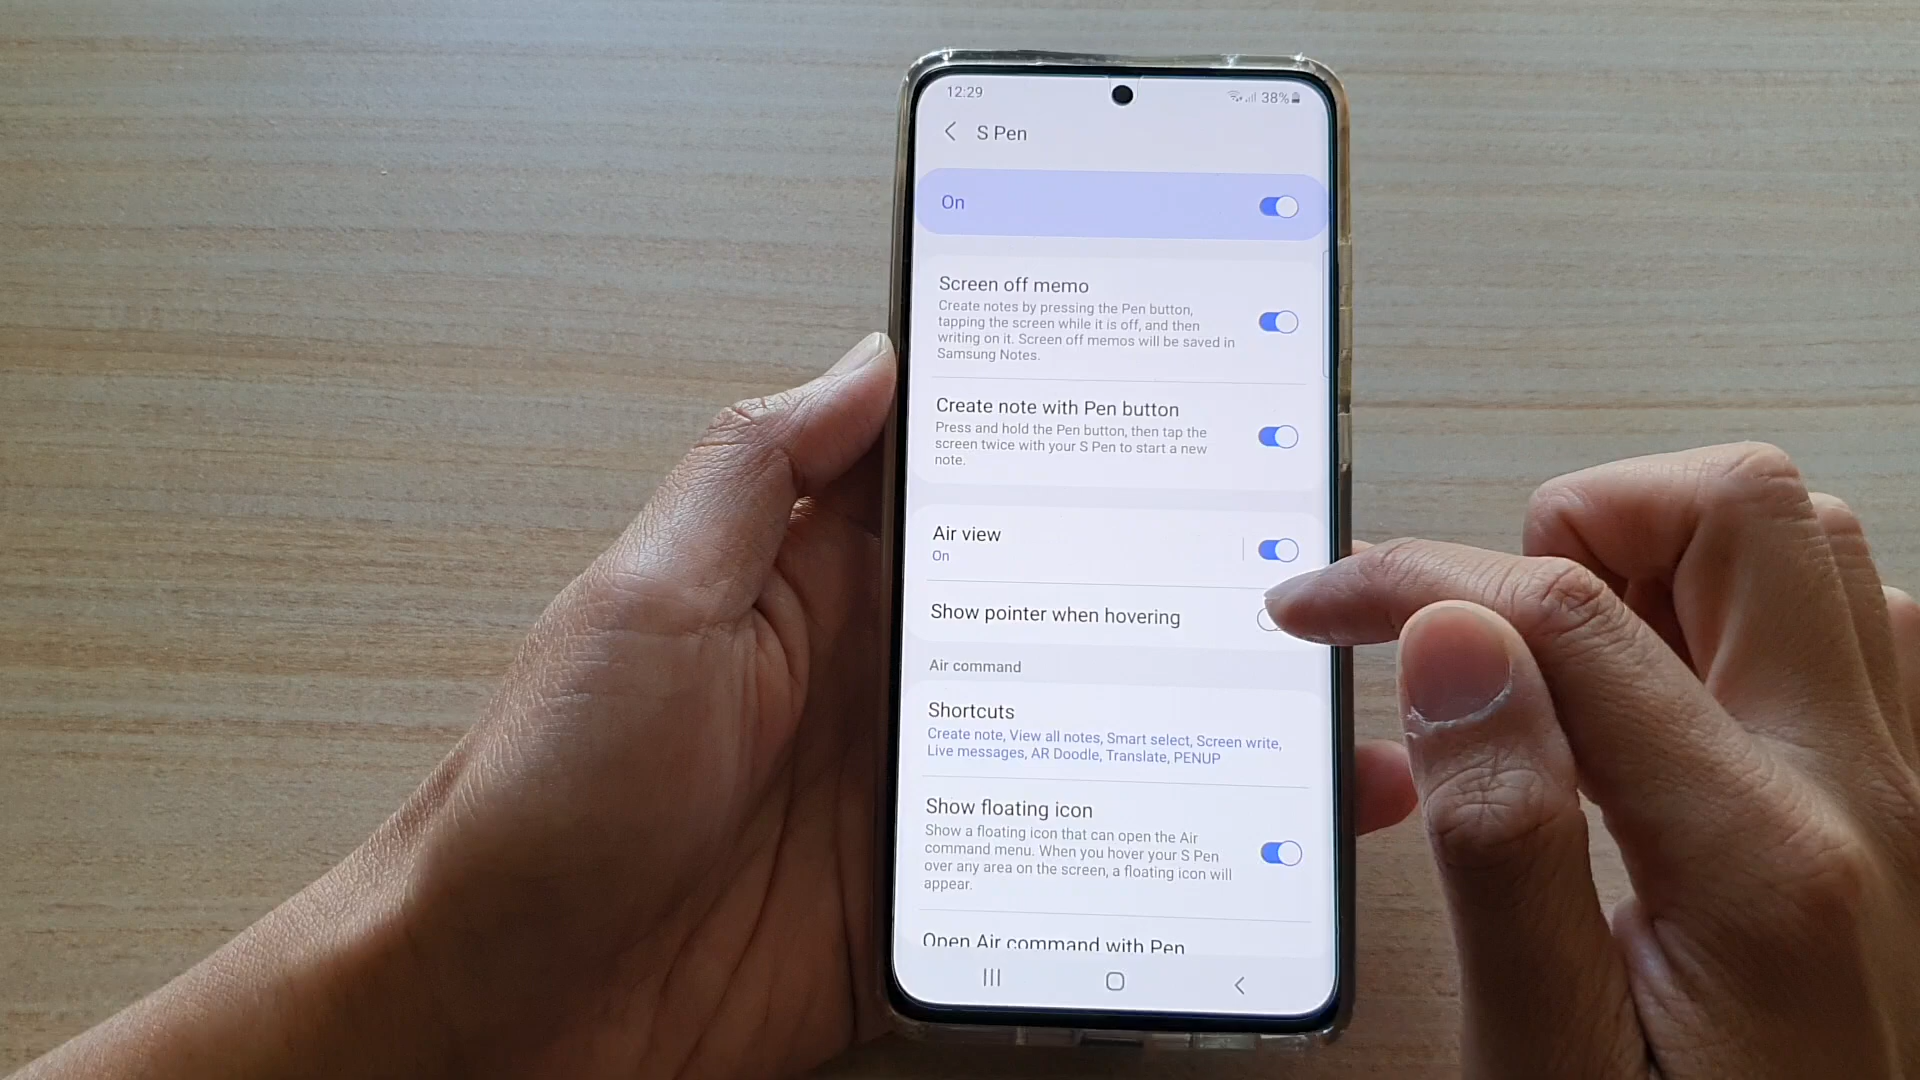 12:29
38%
S Pen
On
Screen off memo
Create notes by pressing the Pen button,
tapping the screen while it is off, and then
writing on it. Screen off memos will be saved in
Samsung Notes.
Create note with Pen button
Press and hold the Pen button, then tap the
screen twice with your S Pen to start a new
note.
Air view
On
Show pointer when hovering
Air command
Shortcuts
Create note, View all notes, Smart select, Screen write,
Live messages, AR Doodle, Translate, PENUP
Show floating icon
Show a floating icon that can open the Air
command menu. When you hover your S Pen
over any area on the screen, a floating icon will
appear.
Open Air command with Pen